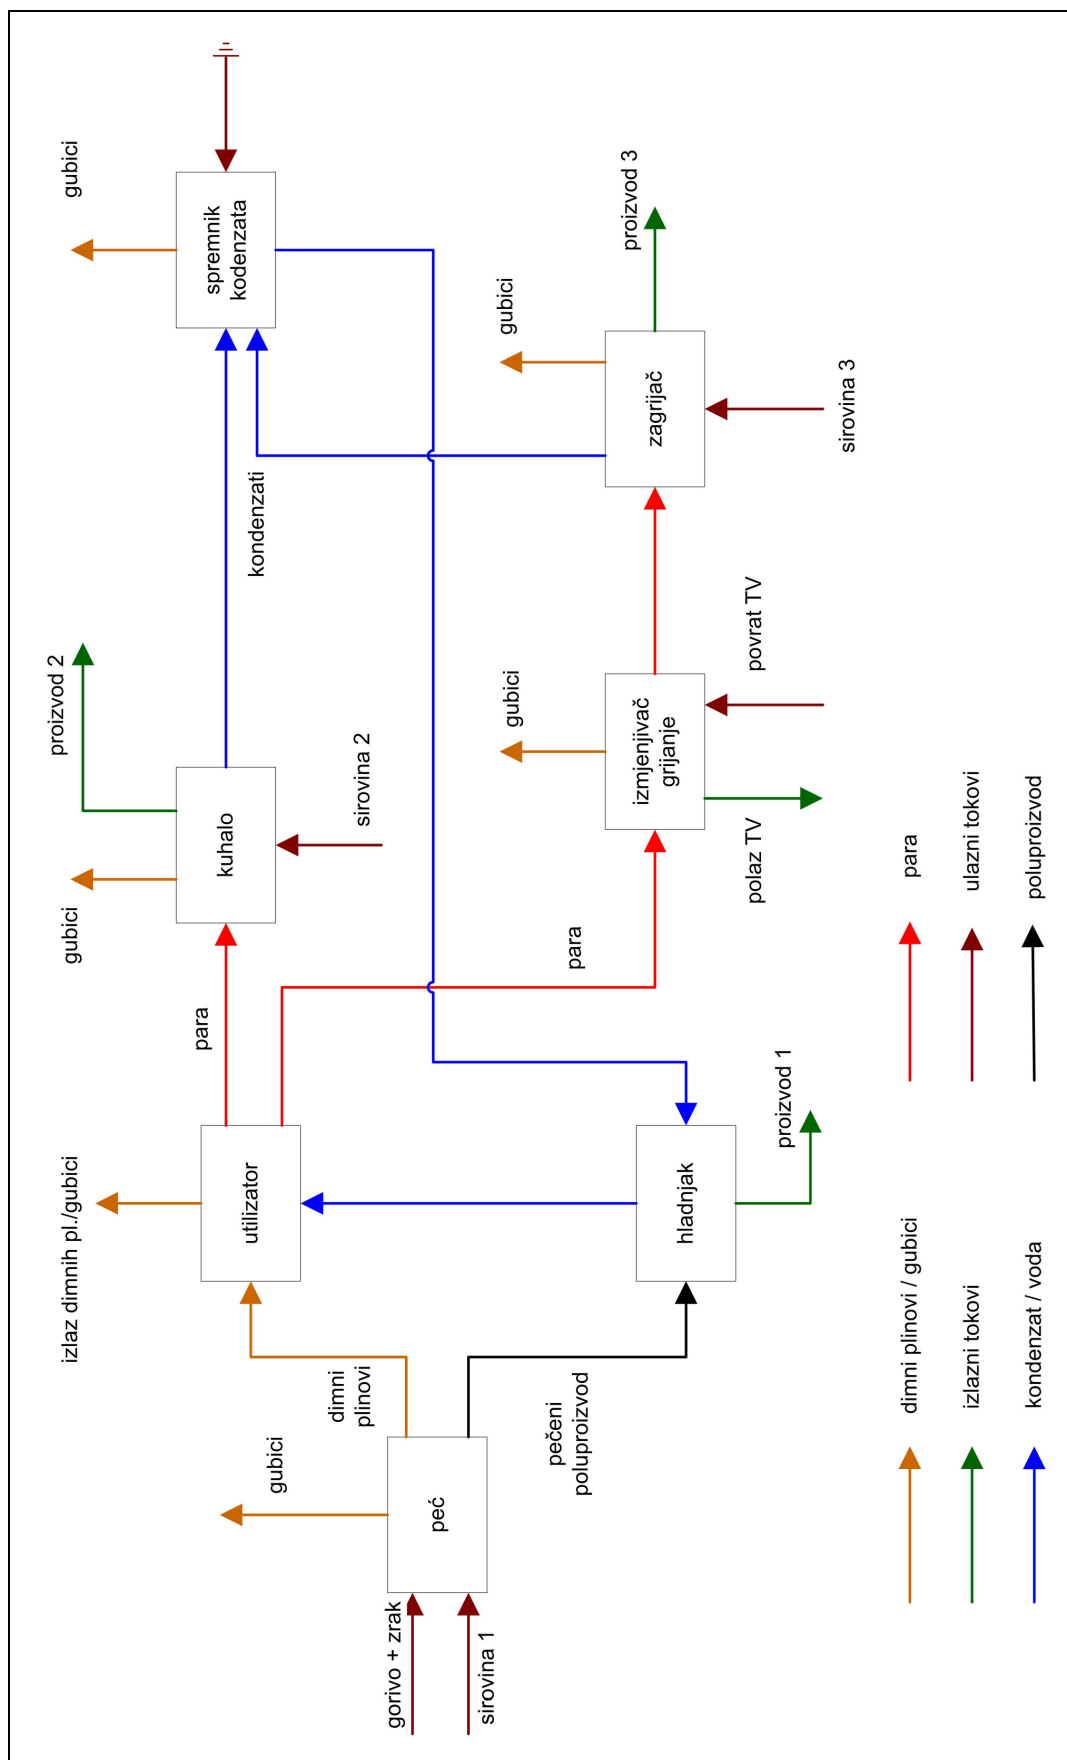 gorivo + zrak
sirovina 1
peć
gubici
dimni
plinovi
pečeni
poluproizvod
izlaz dimnih pl./gubici
utilizator
hladnjak
proizvod 1
para
para
gubici
kuhalo
proizvod 2
sirovina 2
kondenzati
gubici
izmjenjivač
grijanje
polaz TV
povrat TV
gubici
zagrijač
proizvod 3
sirovina 3
gubici
spremnik
kodenzata
dimni plinovi / gubici
para
izlazni tokovi
ulazni tokovi
kondenzat / voda
poluproizvod